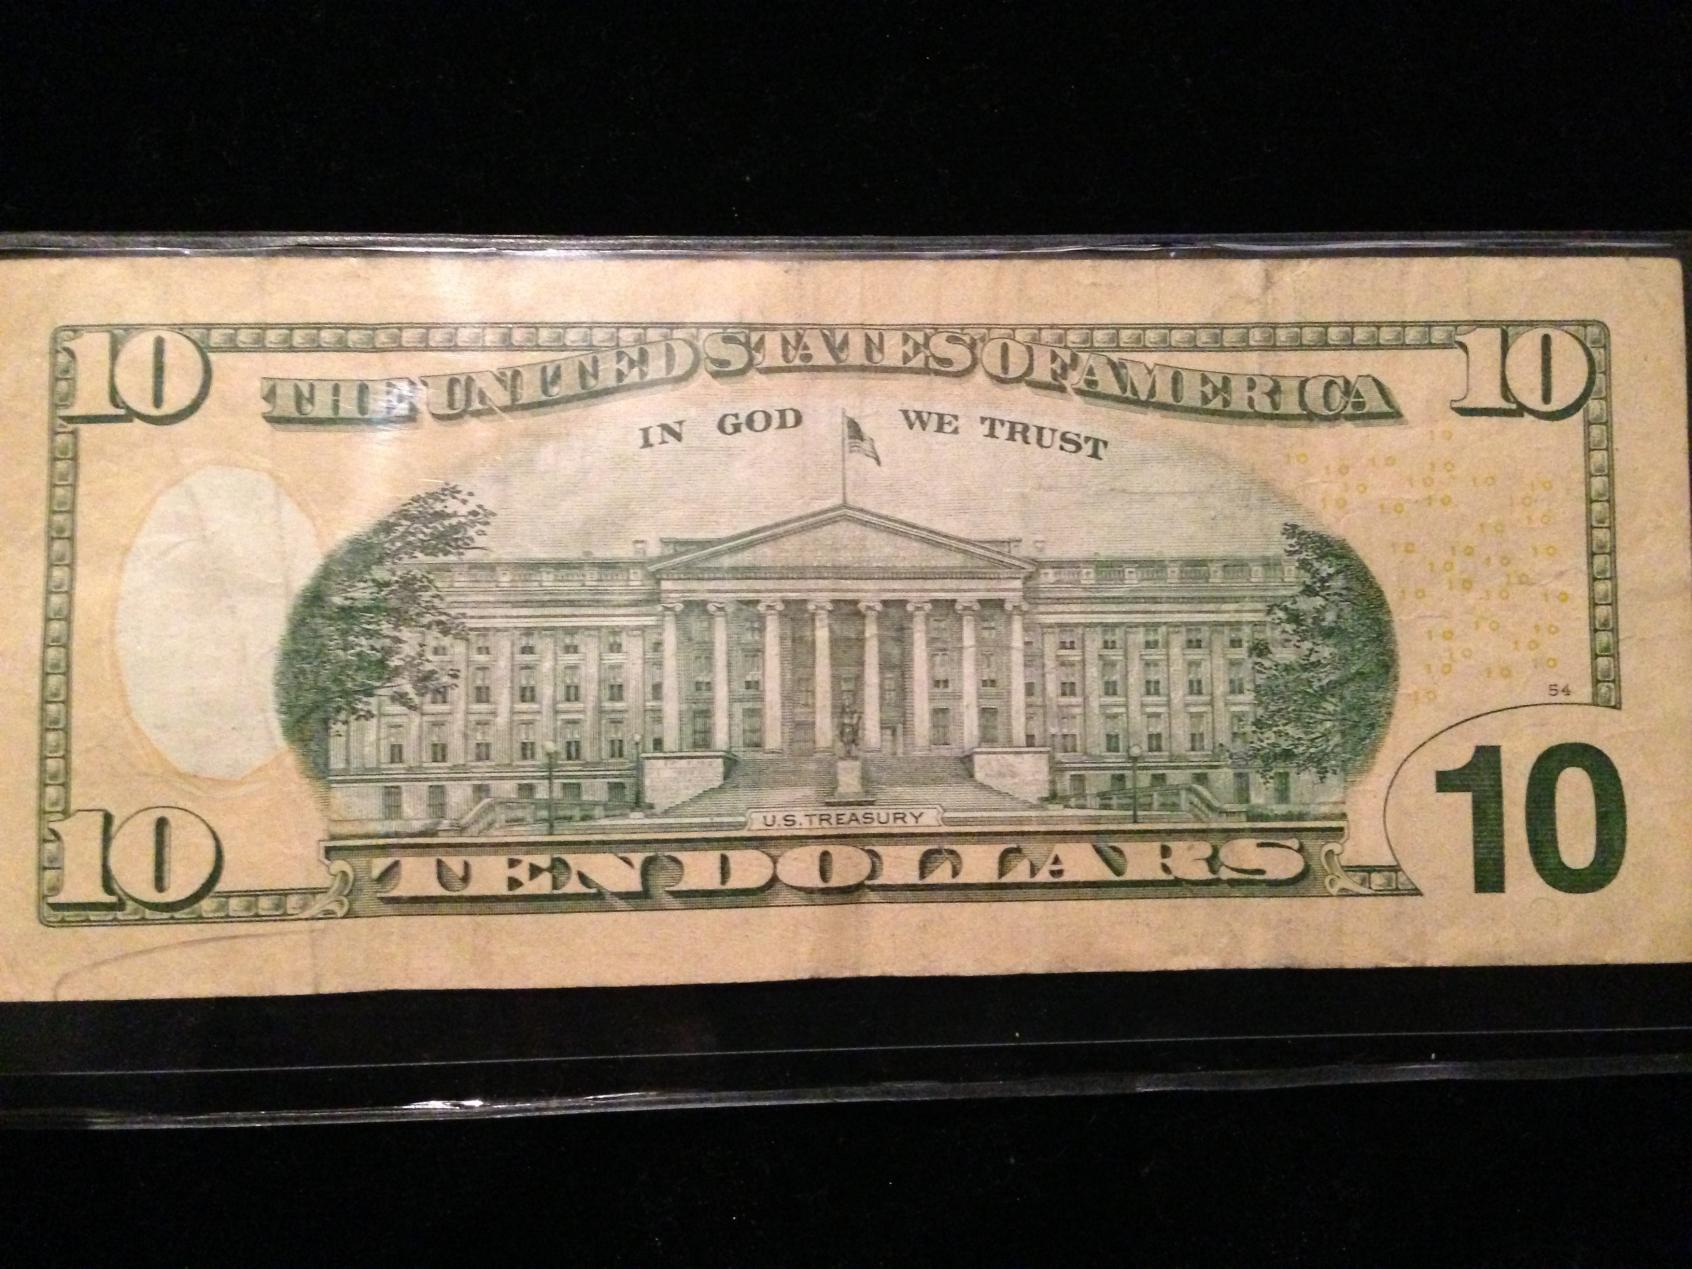 10 10
THE UNITED STATES OF AMERICA
IN GOD WE TRUST
54
U.S. TREASURY
10 TEN DOLLARS 10